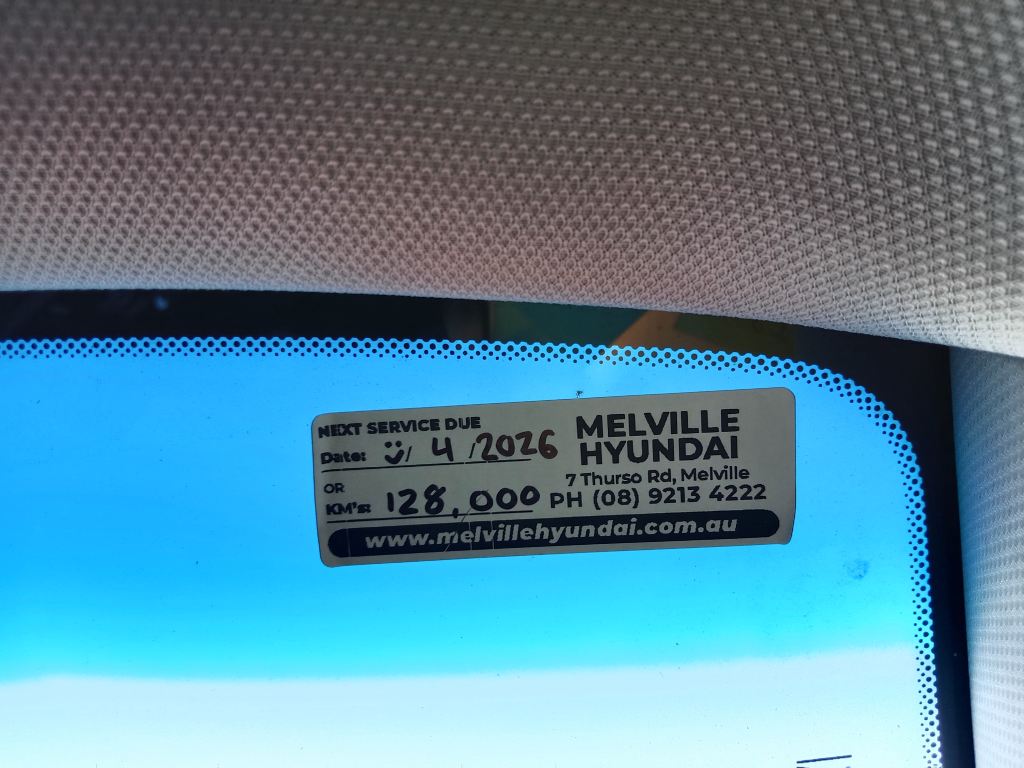 NEXT SERVICE DUE
Date: / 4 / 2026
OR
KM's: 128,000
MELVILLE
HYUNDAI
7 Thurso Rd, Melville
PH (08) 9213 4222
www.melvillehyundai.com.au